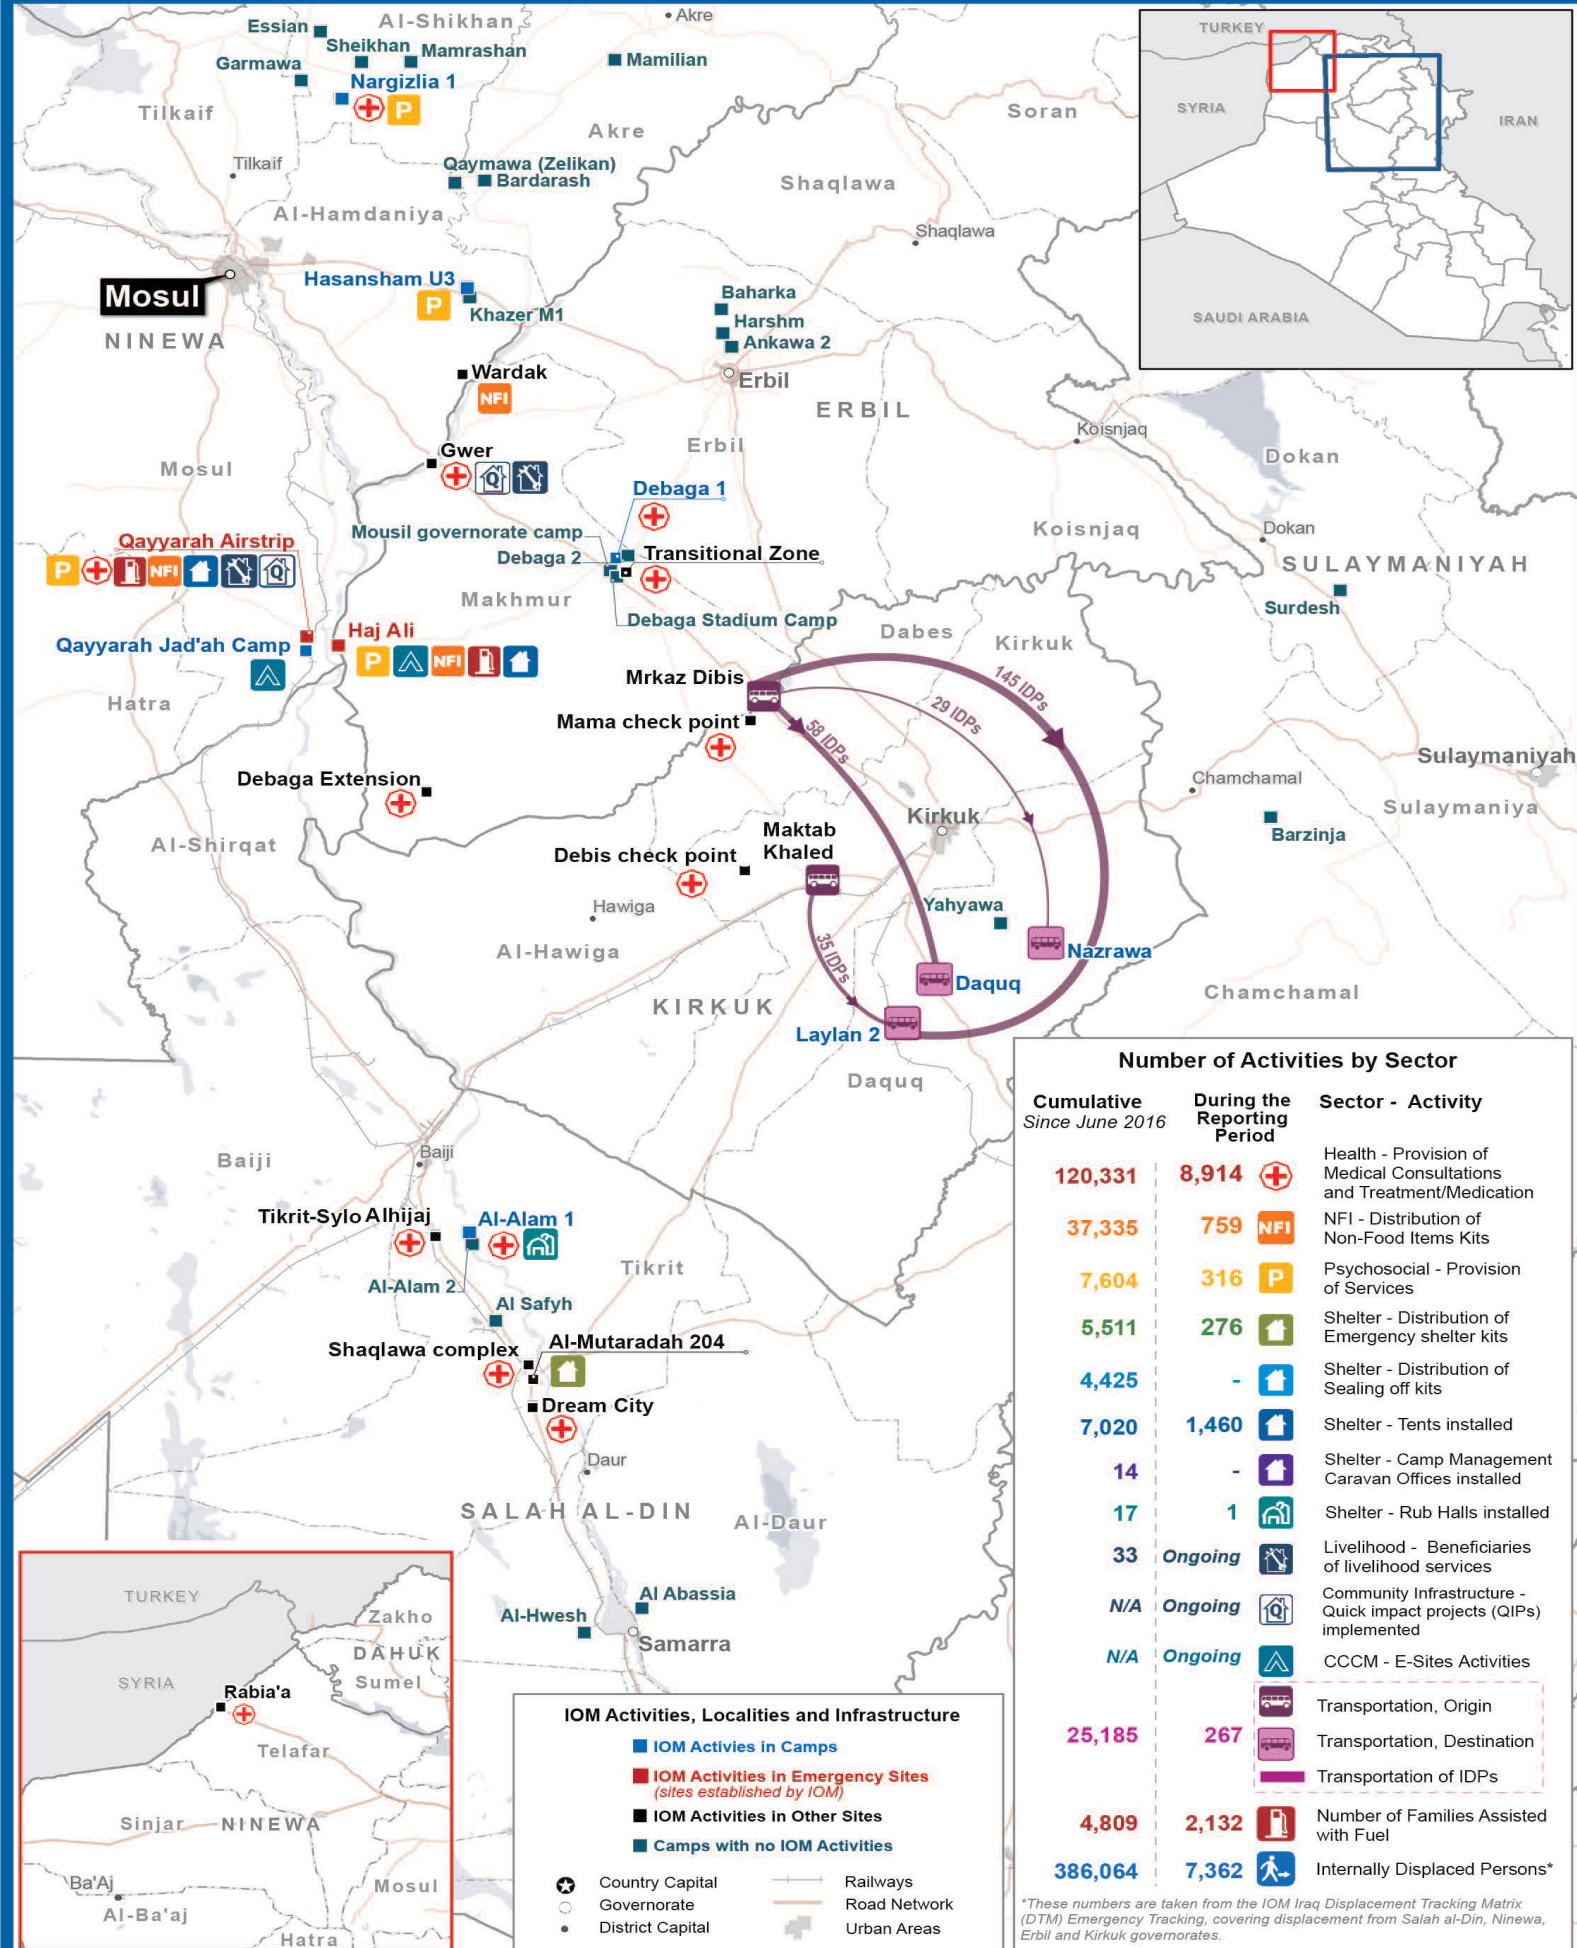 Essian
Al-Shikhan
Akre
Sheikhan
Mamrashan
Garmawa
Mamilian
Nargizlia 1
P
Tilkaif
Akre
Soran
Tilkaif
Qaymawa (Zelikan)
Bardarash
Shaqlawa
Al-Hamdaniya
Shaqlawa
Mosul
Hasansham U3
P
Khazer M1
NINEWA
Baharka
Harshm
Ankawa 2
Wardak
NFI
Erbil
ERBIL
Koisnjaq
Gwer
Q
Erbil
Dokan
Mosul
Debaga 1
Koisnjaq
Dokan
Mousil governorate camp
Debaga 2
Transitional Zone
SULAYMANIYAH
Qayyarah Airstrip
P
NFI
Q
Makhmur
Surdesh
Debaga Stadium Camp
Dabes
Kirkuk
Qayyarah Jad'ah Camp
Haj Ali
P
NFI
Hatra
Mrkaz Dibis
145 IDPs
29 IDPs
58 IDPs
Mama check point
Sulaymaniyah
Debaga Extension
Chamchamal
Sulaymaniya
Kirkuk
Al-Shirqat
Maktab
Khaled
Barzinja
Debis check point
Hawiga
Yahyawa
Al-Hawiga
35 IDPs
Nazrawa
Daquq
Chamchamal
KIRKUK
Laylan 2
Daquq
Baiji
Baiji
Tikrit-Sylo Alhijaj
Al-Alam 1
Al-Alam 2
Tikrit
Al Safyh
Shaqlawa complex
Al-Mutaradah 204
Dream City
Daur
SALAH AL-DIN
Al-Daur
Al Abassia
Al-Hwesh
Samarra
TURKEY
SYRIA
IRAN
SAUDI ARABIA
TURKEY
Zakho
DAHUK
SYRIA
Sumel
Rabia'a
Telafar
Sinjar
NINEWA
Ba'Aj
Mosul
Al-Ba'aj
Hatra
IOM Activities, Localities and Infrastructure
IOM Activies in Camps
IOM Activities in Emergency Sites
(sites established by IOM)
IOM Activities in Other Sites
Camps with no IOM Activities
Country Capital
Railways
Governorate
Road Network
District Capital
Urban Areas
Number of Activities by Sector
Cumulative
Since June 2016
During the
Reporting
Period
Sector - Activity
120,331
8,914
Health - Provision of
Medical Consultations
and Treatment/Medication
37,335
759
NFI
NFI - Distribution of
Non-Food Items Kits
7,604
316
P
Psychosocial - Provision
of Services
5,511
276
Shelter - Distribution of
Emergency shelter kits
4,425
-
Shelter - Distribution of
Sealing off kits
7,020
1,460
Shelter - Tents installed
14
-
Shelter - Camp Management
Caravan Offices installed
17
1
Shelter - Rub Halls installed
33
Ongoing
Livelihood - Beneficiaries
of livelihood services
N/A
Ongoing
Q
Community Infrastructure -
Quick impact projects (QIPs)
implemented
N/A
Ongoing
CCCM - E-Sites Activities
Transportation, Origin
25,185
267
Transportation, Destination
Transportation of IDPs
4,809
2,132
Number of Families Assisted
with Fuel
386,064
7,362
Internally Displaced Persons*
*These numbers are taken from the IOM Iraq Displacement Tracking Matrix
(DTM) Emergency Tracking, covering displacement from Salah al-Din, Ninewa,
Erbil and Kirkuk governorates.